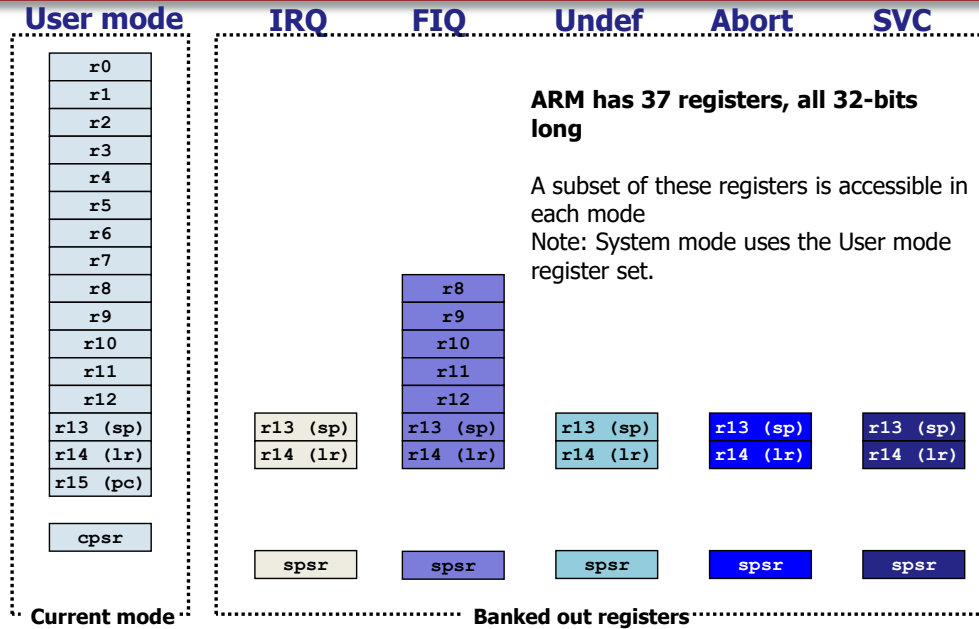 User mode IRQ FIQ Undef Abort SVC
r0
r1
r2
r3
r4
r5
r6
r7
r8
r9
r10
r11
r12
r13 (sp)
r14 (lr)
r15 (pc)
cpsr
Current mode
r13 (sp)
r14 (lr)
spsr
r8
r9
r10
r11
r12
r13 (sp)
r14 (lr)
spsr
r13 (sp)
r14 (lr)
spsr
r13 (sp)
r14 (lr)
spsr
r13 (sp)
r14 (lr)
spsr
ARM has 37 registers, all 32-bits
long
A subset of these registers is accessible in
each mode
Note: System mode uses the User mode
register set.
Banked out registers